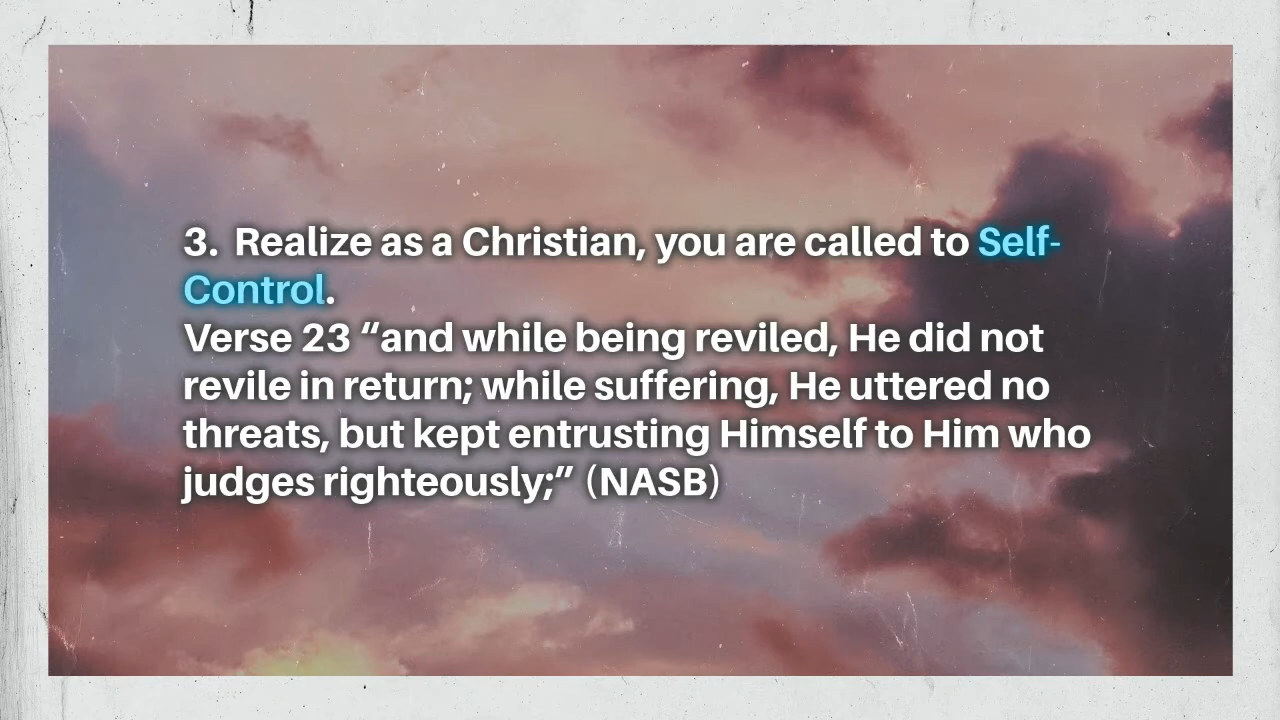 3.  Realize as a Christian, you are called to Self-
Control.
Verse 23 “and while being reviled, He did not
revile in return; while suffering, He uttered no
threats, but kept entrusting Himself to Him who
judges righteously;” (NASB)